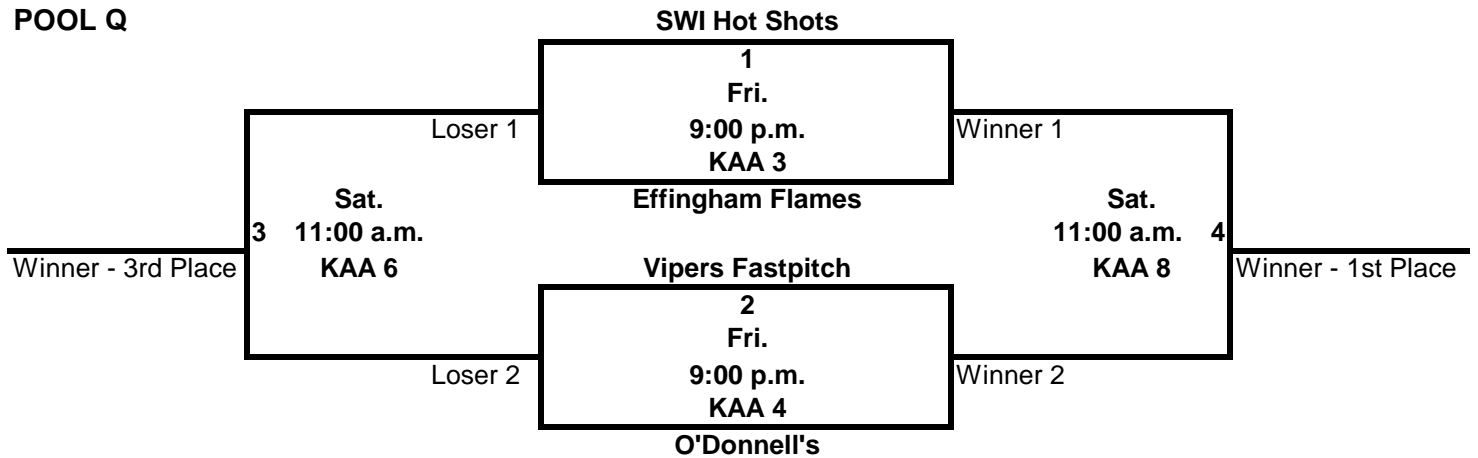 POOL Q
SWI Hot Shots
1
Fri.
9:00 p.m.
KAA 3
Effingham Flames
Loser 1
Winner 1
Sat.
3 11:00 a.m.
KAA 6
Sat.
11:00 a.m. 4
KAA 8
Winner - 3rd Place
Winner - 1st Place
Vipers Fastpitch
2
Fri.
9:00 p.m.
KAA 4
O'Donnell's
Loser 2
Winner 2